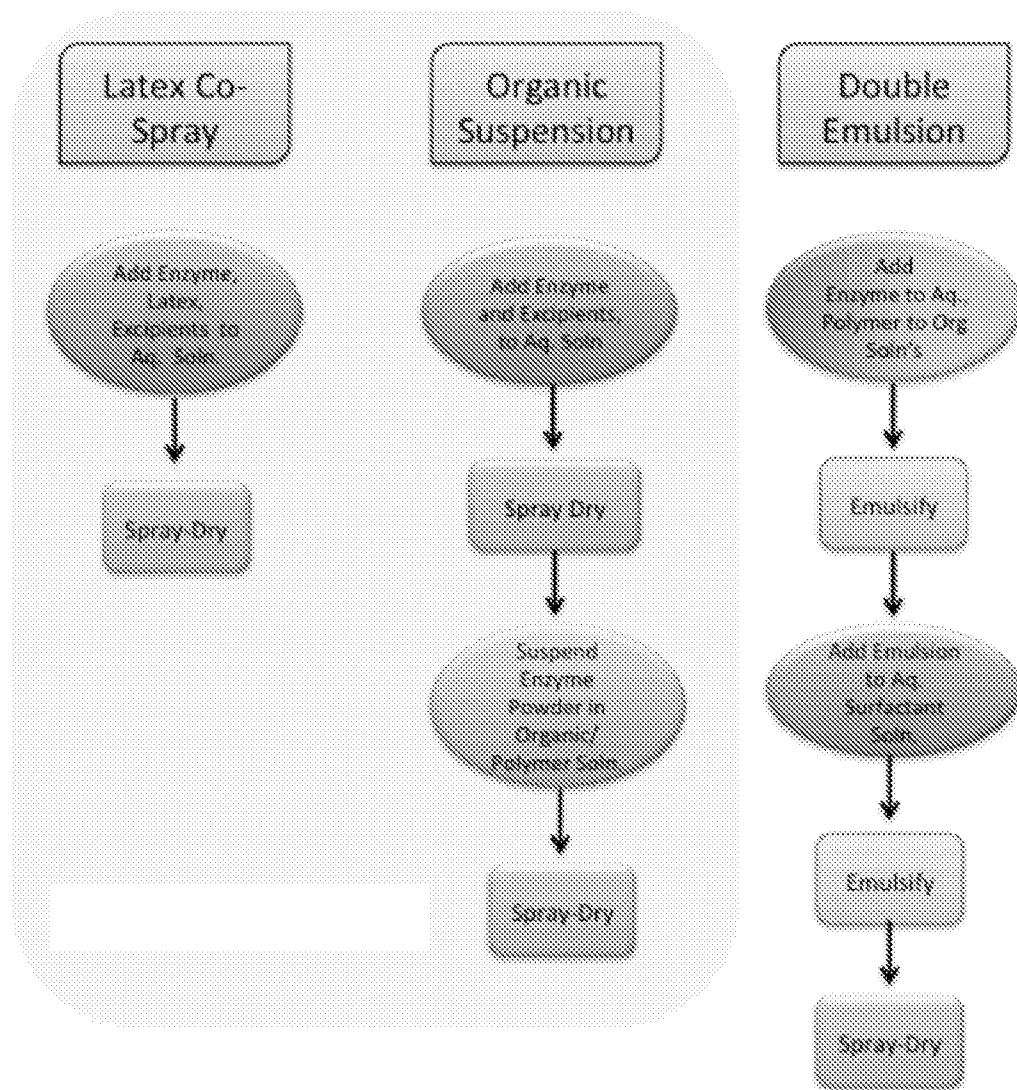 Latex Co-
Spray
Add Enzyme,
Latex,
Excipients, to
Aq. Soln
Spray-Dry
Organic
Suspension
Add Enzyme
and Excipients,
to Aq. Soln
Spray Dry
Suspend
Enzyme
Powder in
Organic/
Polymer Soln
Spray-Dry
Double
Emulsion
Add
Enzyme to Aq.,
Polymer to Org
Soln's
Emulsify
Add Emulsion
to Aq.
Surfactant
Soln
Emulsify
Spray-Dry